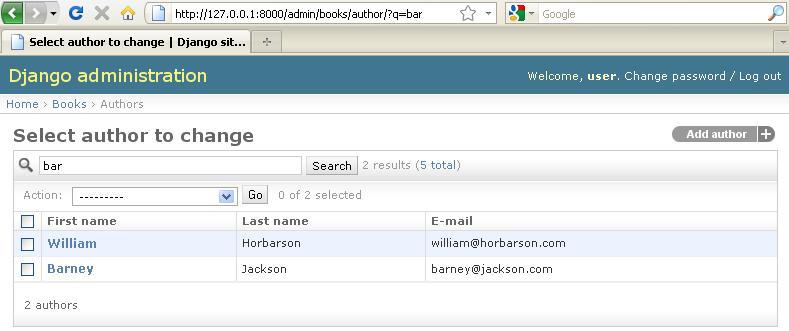 http://127.0.0.1:8000/admin/books/author/?q=bar
Google
Select author to change | Django sit...
Django administration
Welcome, user. Change password / Log out
Home › Books › Authors
Select author to change
Add author
bar
Search
2 results (5 total)
Action: ---------
Go
0 of 2 selected
First name Last name E-mail
William Horbarson william@horbarson.com
Barney Jackson barney@jackson.com
2 authors